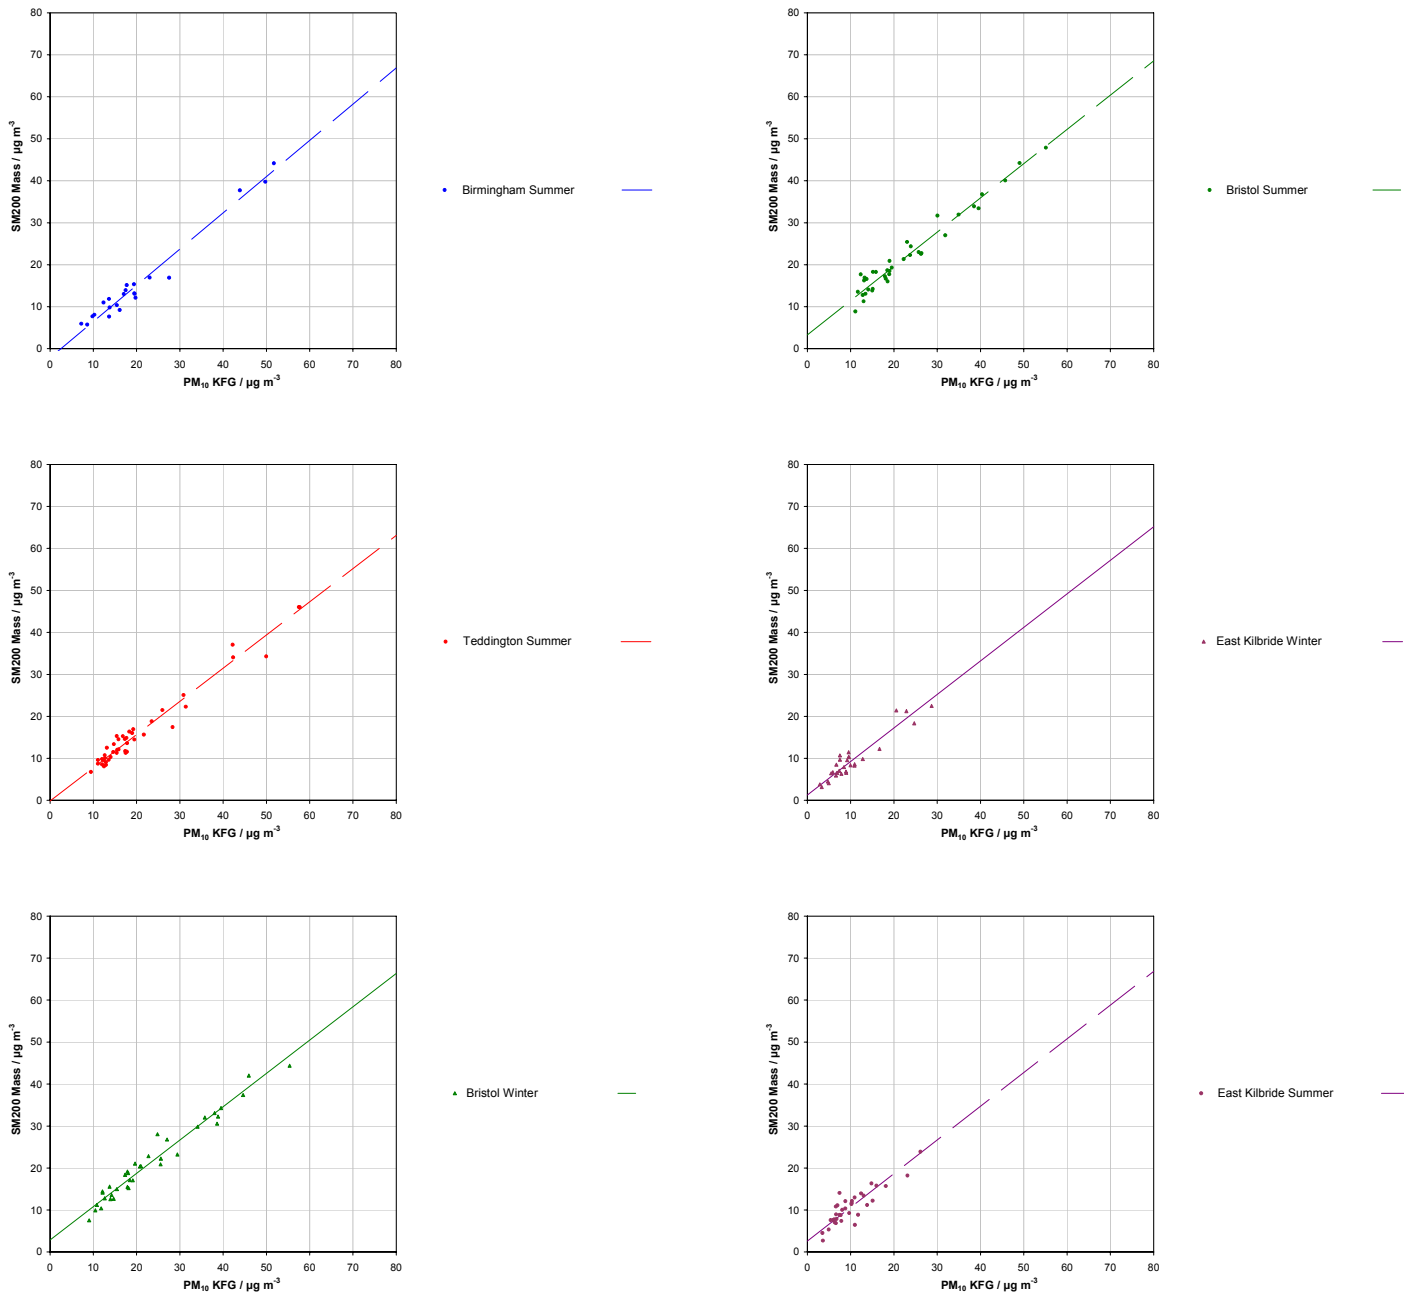 80
70
60
50
40
30
20
10
0
SM200 Mass / µg m⁻³
0 10 20 30 40 50 60 70 80
PM₁₀ KFG / µg m⁻³
Birmingham Summer
80
70
60
50
40
30
20
10
0
SM200 Mass / µg m⁻³
0 10 20 30 40 50 60 70 80
PM₁₀ KFG / µg m⁻³
Bristol Summer
80
70
60
50
40
30
20
10
0
SM200 Mass / µg m⁻³
0 10 20 30 40 50 60 70 80
PM₁₀ KFG / µg m⁻³
Teddington Summer
80
70
60
50
40
30
20
10
0
SM200 Mass / µg m⁻³
0 10 20 30 40 50 60 70 80
PM₁₀ KFG / µg m⁻³
East Kilbride Winter
80
70
60
50
40
30
20
10
0
SM200 Mass / µg m⁻³
0 10 20 30 40 50 60 70 80
PM₁₀ KFG / µg m⁻³
Bristol Winter
80
70
60
50
40
30
20
10
0
SM200 Mass / µg m⁻³
0 10 20 30 40 50 60 70 80
PM₁₀ KFG / µg m⁻³
East Kilbride Summer